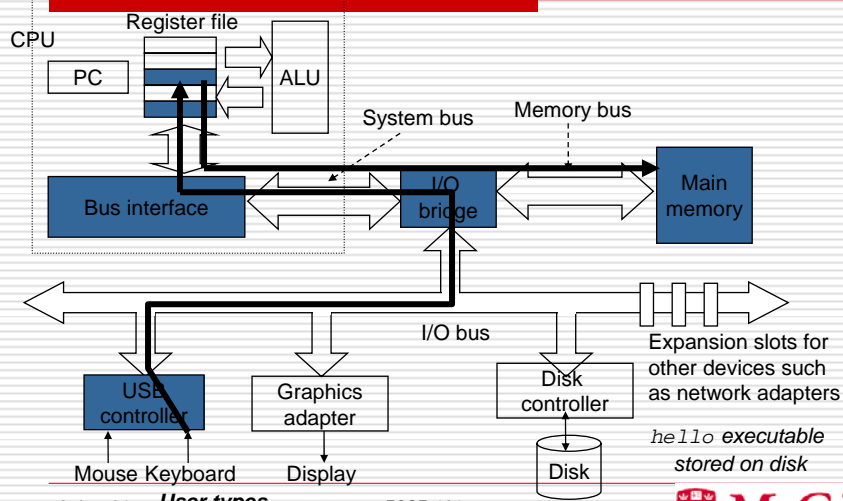 Register file
CPU
PC
ALU
System bus
Memory bus
Bus interface
I/O
bridge
Main
memory
I/O bus
Expansion slots for
other devices such
as network adapters
USB
controller
Graphics
adapter
Disk
controller
hello executable
stored on disk
Mouse Keyboard
Display
Disk
User types